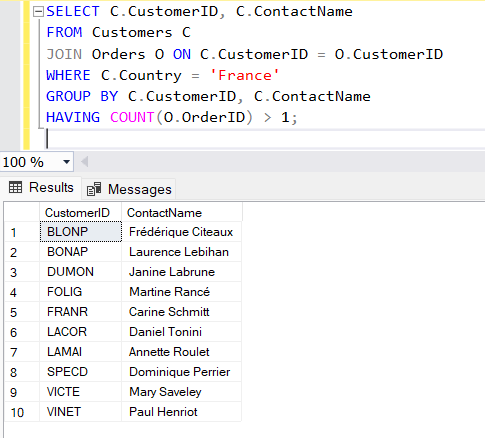 SELECT C.CustomerID, C.ContactName
FROM Customers C
JOIN Orders O ON C.CustomerID = O.CustomerID
WHERE C.Country = 'France'
GROUP BY C.CustomerID, C.ContactName
HAVING COUNT(O.OrderID) > 1;
100 %
Results Messages
CustomerID ContactName
1 BLONP Frédérique Citeaux
2 BONAP Laurence Lebihan
3 DUMON Janine Labrune
4 FOLIG Martine Rancé
5 FRANR Carine Schmitt
6 LACOR Daniel Tonini
7 LAMAI Annette Roulet
8 SPECD Dominique Perrier
9 VICTE Mary Saveley
10 VINET Paul Henriot